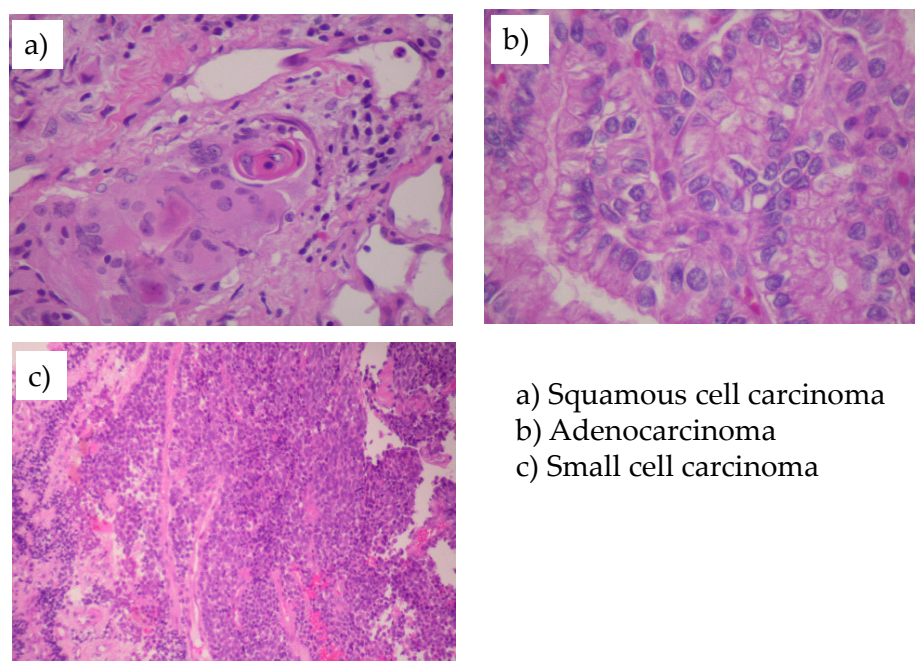 a)
b)
c)
a) Squamous cell carcinoma
b) Adenocarcinoma
c) Small cell carcinoma